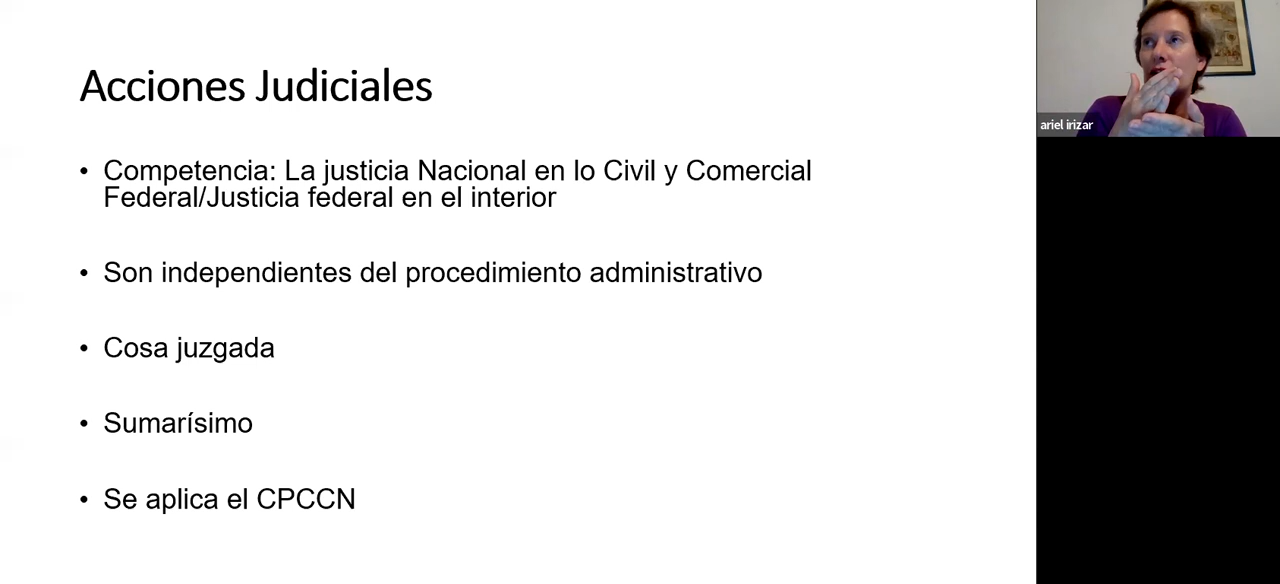 Acciones Judiciales
• Competencia: La justicia Nacional en lo Civil y Comercial
Federal/Justicia federal en el interior
• Son independientes del procedimiento administrativo
• Cosa juzgada
• Sumarísimo
• Se aplica el CPCCN
ariel irizar